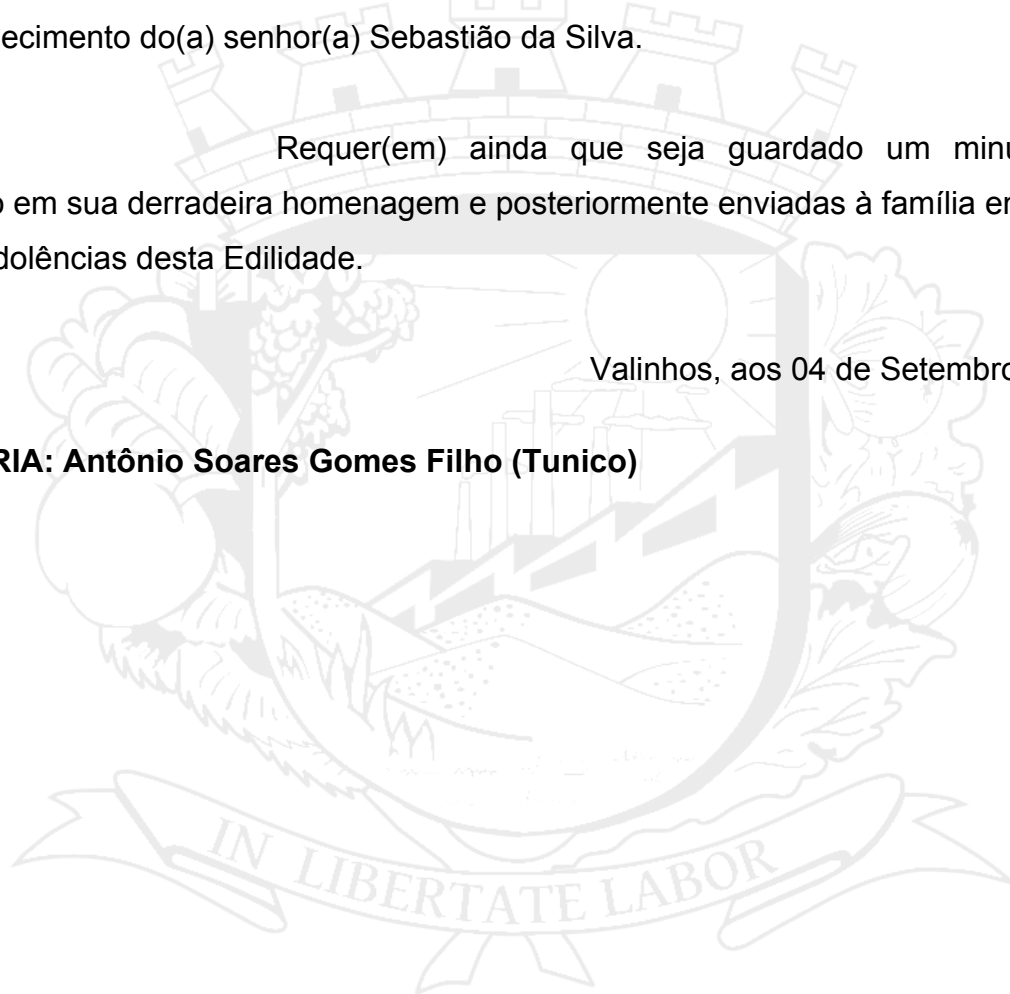 ecimento do(a) senhor(a) Sebastião da Silva.
Requer(em) ainda que seja guardado um minu
o em sua derradeira homenagem e posteriormente enviadas à família en
dolências desta Edilidade.
Valinhos, aos 04 de Setembro
RIA: Antônio Soares Gomes Filho (Tunico)
IN LIBERTATE LABOR